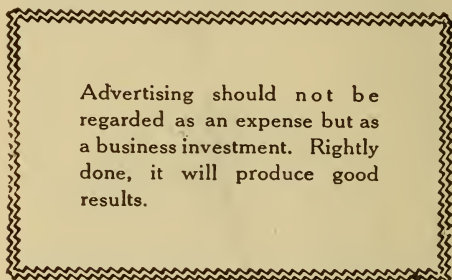 Advertising should not be
regarded as an expense but as
a business investment. Rightly
done, it will produce good
results.